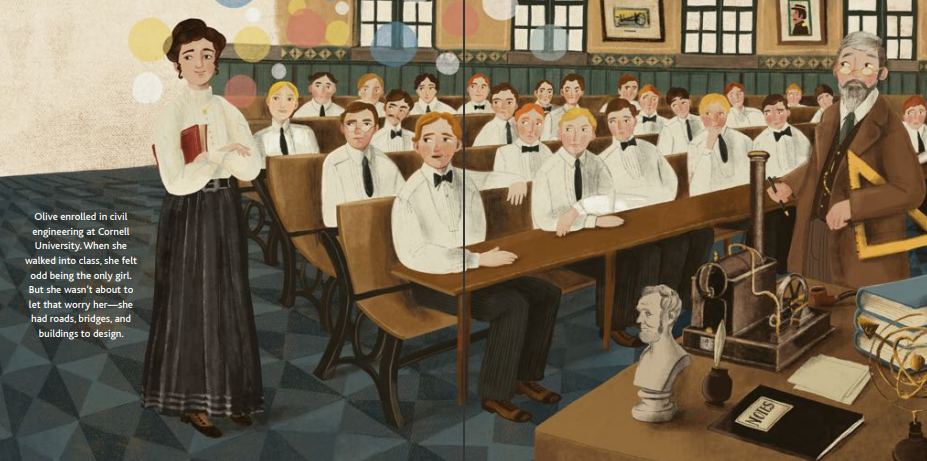 Olive enrolled in civil
engineering at Cornell
University. When she
walked into class, she felt
odd being the only girl.
But she wasn't about to
let that worry her—she
had roads, bridges, and
buildings to design.
NOTES